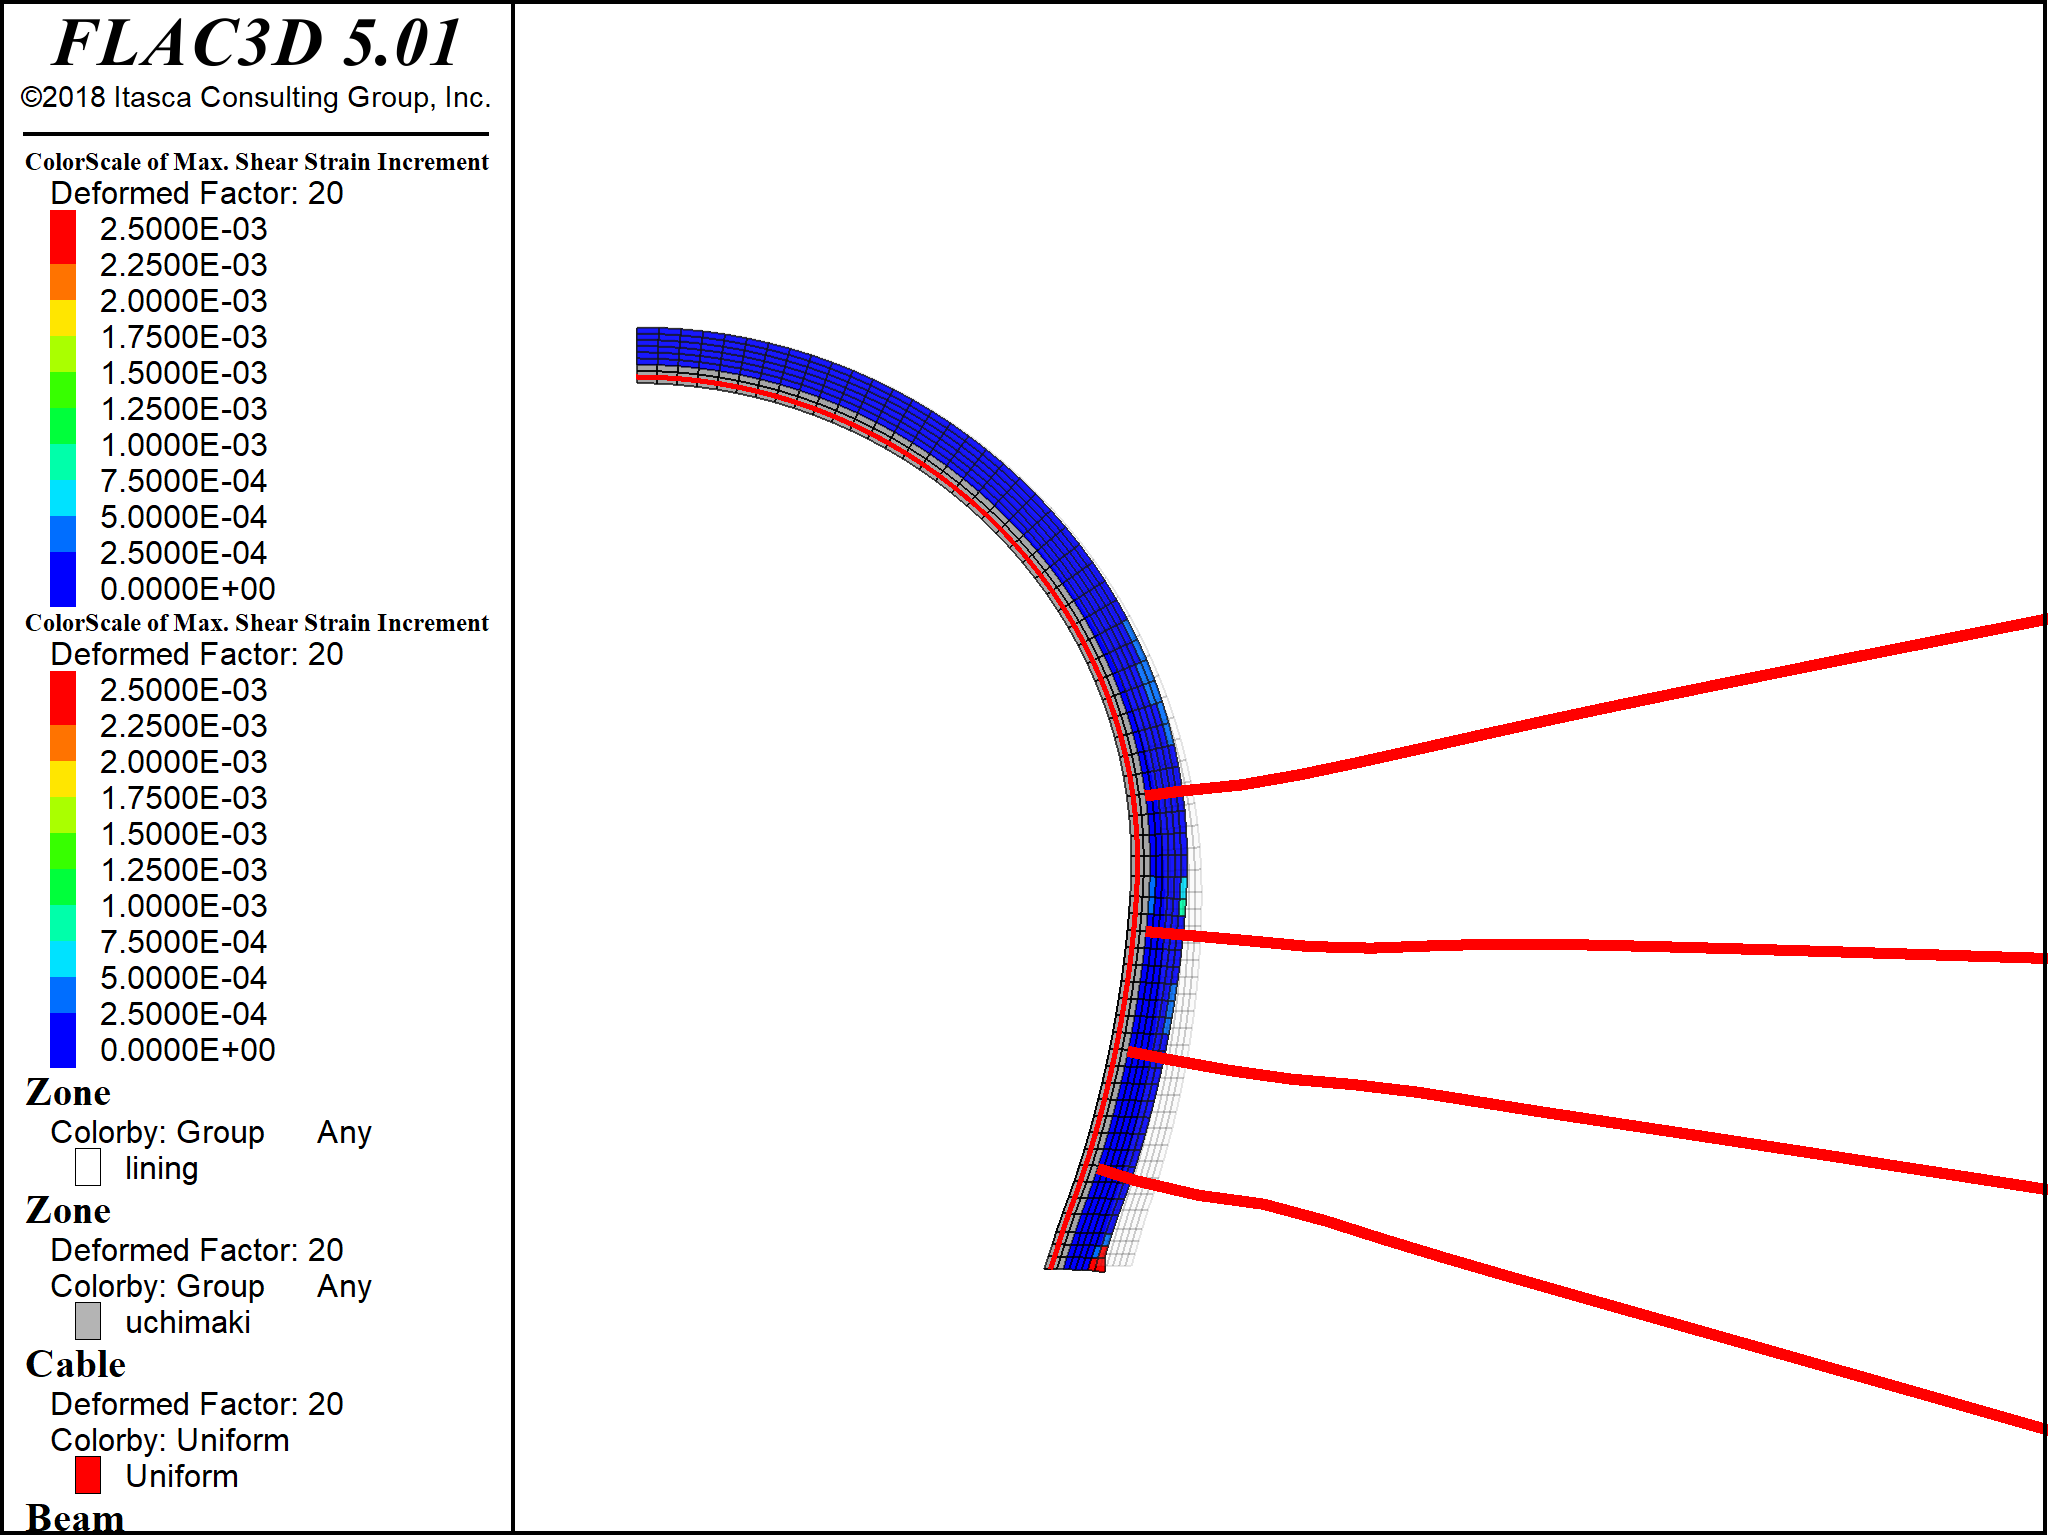 FLAC3D 5.01
©2018 Itasca Consulting Group, Inc.
ColorScale of Max. Shear Strain Increment
Deformed Factor: 20
2.5000E-03
2.2500E-03
2.0000E-03
1.7500E-03
1.5000E-03
1.2500E-03
1.0000E-03
7.5000E-04
5.0000E-04
2.5000E-04
0.0000E+00
ColorScale of Max. Shear Strain Increment
Deformed Factor: 20
2.5000E-03
2.2500E-03
2.0000E-03
1.7500E-03
1.5000E-03
1.2500E-03
1.0000E-03
7.5000E-04
5.0000E-04
2.5000E-04
0.0000E+00
Zone
Colorby: Group Any
lining
Zone
Deformed Factor: 20
Colorby: Group Any
uchimaki
Cable
Deformed Factor: 20
Colorby: Uniform
Uniform
Beam